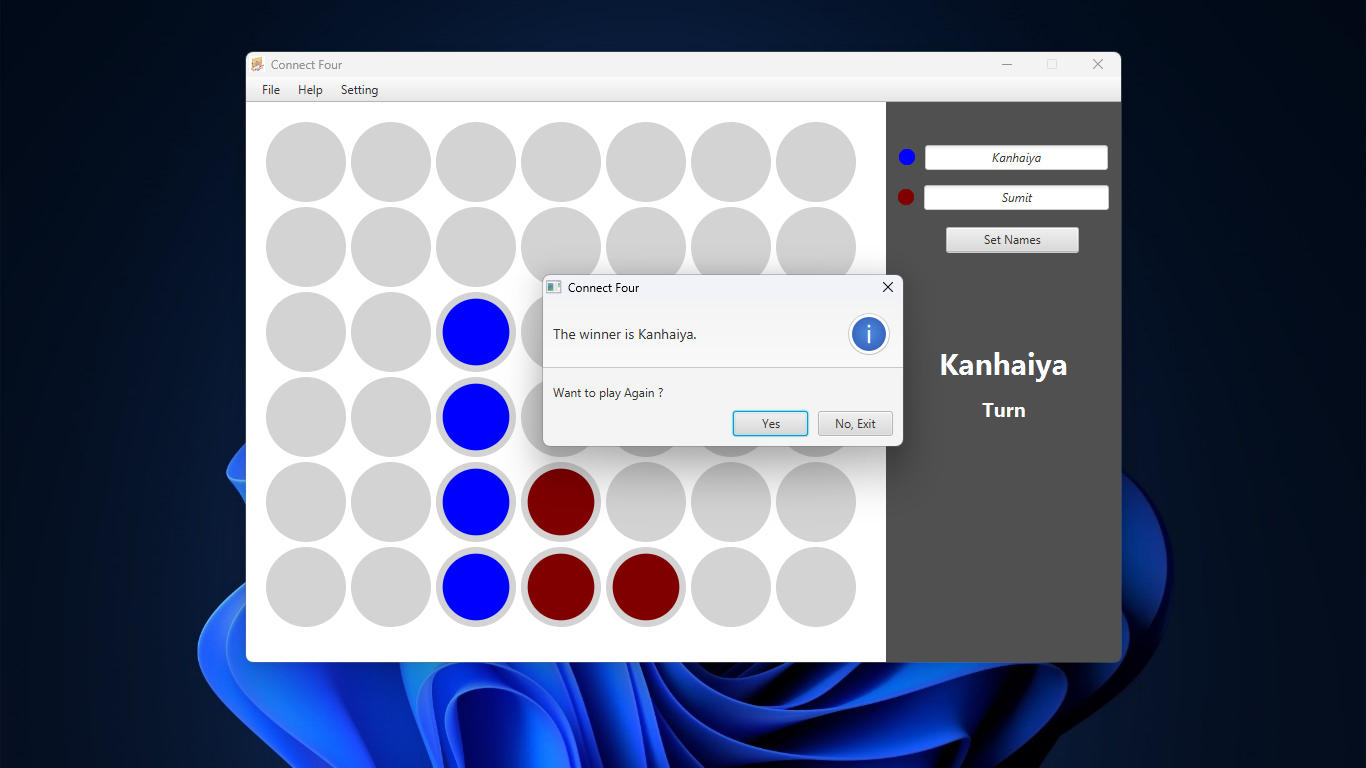 Connect Four
File Help Setting
Kanhaiya
Sumit
Set Names
Connect Four
The winner is Kanhaiya.
i
Want to play Again ?
Yes No, Exit
Kanhaiya
Turn